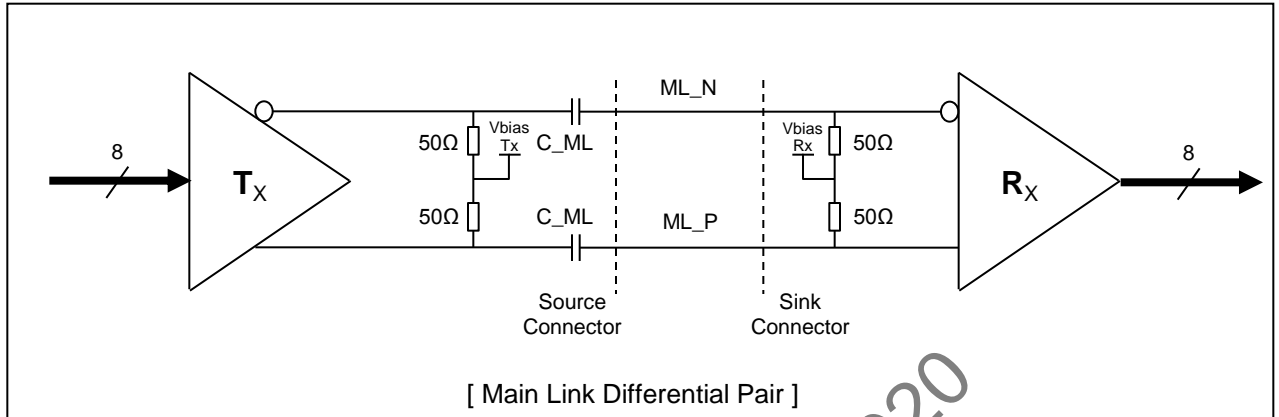 ML_N
Vbias
Tx
Vbias
Rx
50Ω
C_ML
50Ω
8
8
TX
RX
50Ω
C_ML
ML_P
50Ω
Source
Connector
Sink
Connector
020
[ Main Link Differential Pair ]